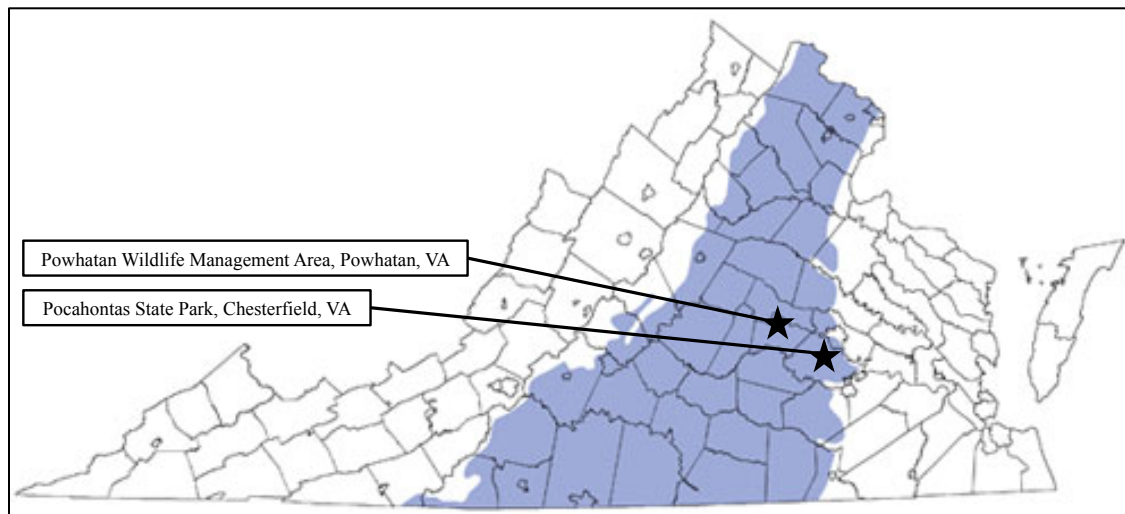 Powhatan Wildlife Management Area, Powhatan, VA
Pocahontas State Park, Chesterfield, VA